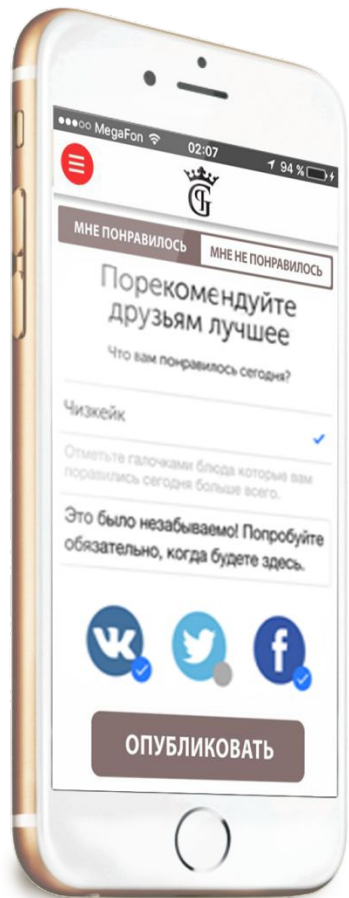 MegaFon 02:07 94 %
МНЕ ПОНРАВИЛОСЬ МНЕ НЕ ПОНРАВИЛОСЬ
Порекомендуйте
друзьям лучшее
Что вам понравилось сегодня?
Чизкейк
Отметьте галочками блюда которые вам
поравились сегодня больше всего.
Это было незабываемо! Попробуйте
обязательно, когда будете здесь.
ОПУБЛИКОВАТЬ